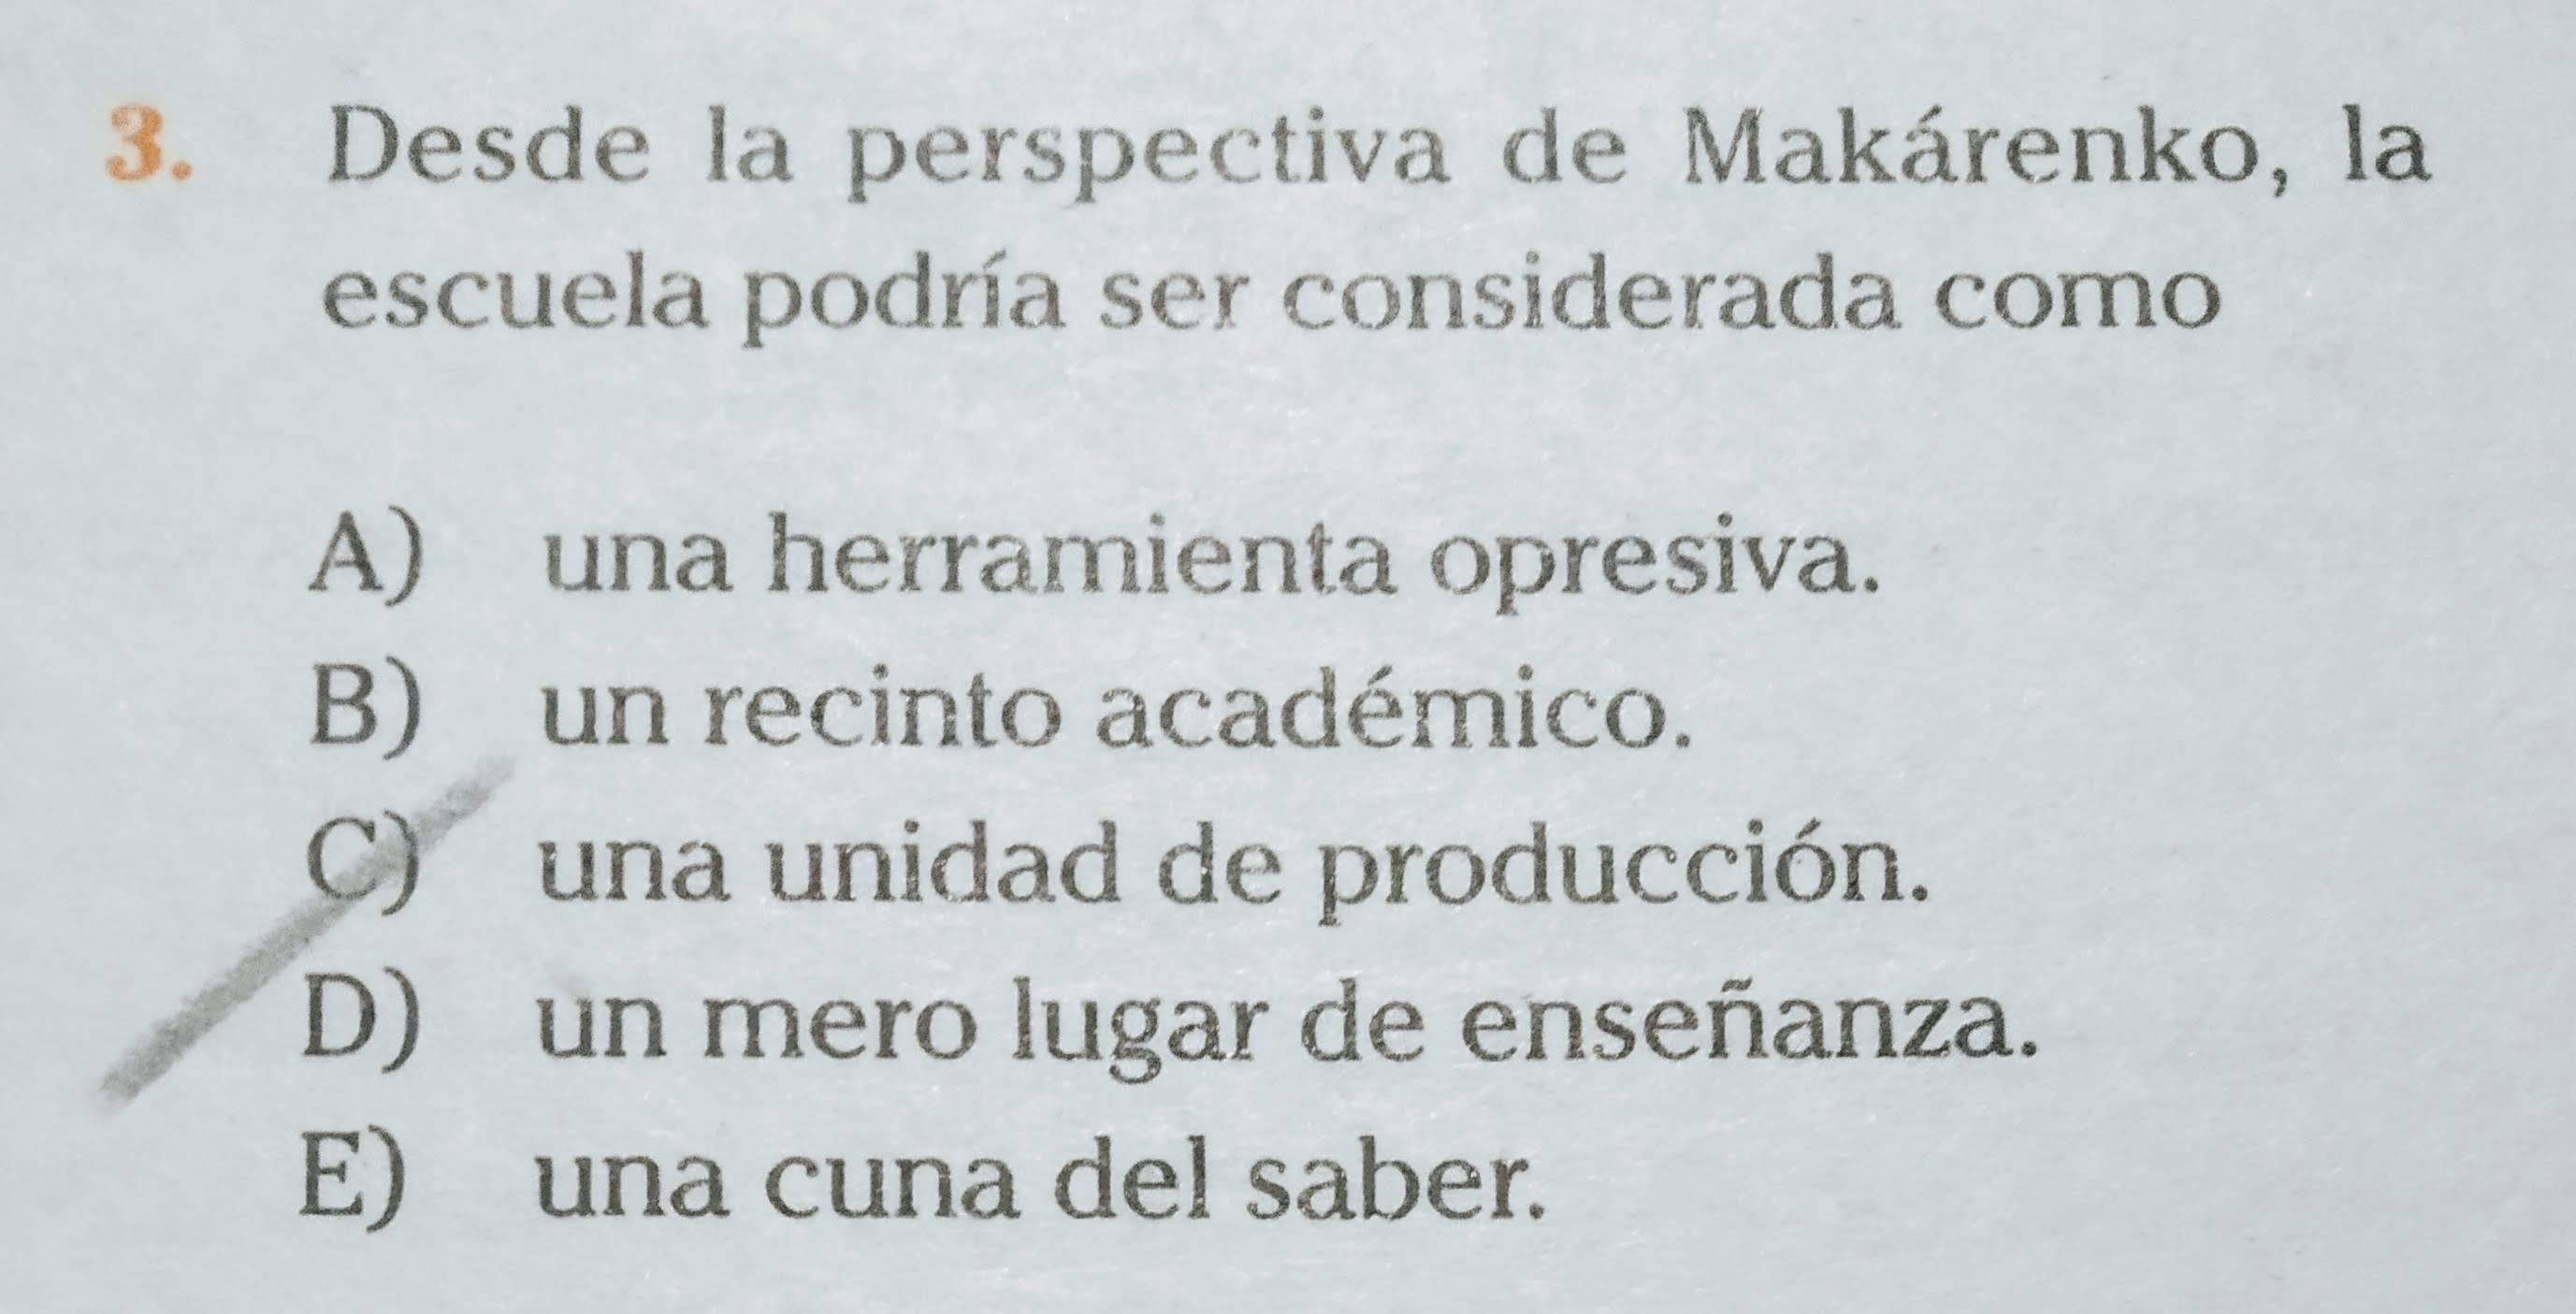 3. Desde la perspectiva de Makárenko, la
escuela podría ser considerada como
A) una herramienta opresiva.
B) un recinto académico.
C) una unidad de producción.
D) un mero lugar de enseñanza.
E) una cuna del saber.